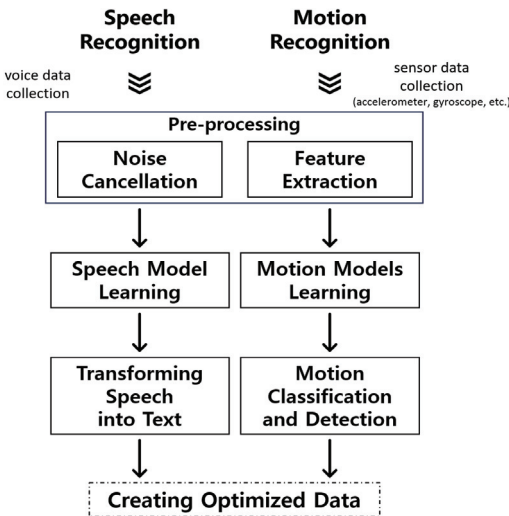 Speech
Recognition
Motion
Recognition
voice data
collection
sensor data
collection
(accelerometer, gyroscope, etc.)
Pre-processing
Noise
Cancellation
Feature
Extraction
Speech Model
Learning
Motion Models
Learning
Transforming
Speech
into Text
Motion
Classification
and Detection
Creating Optimized Data